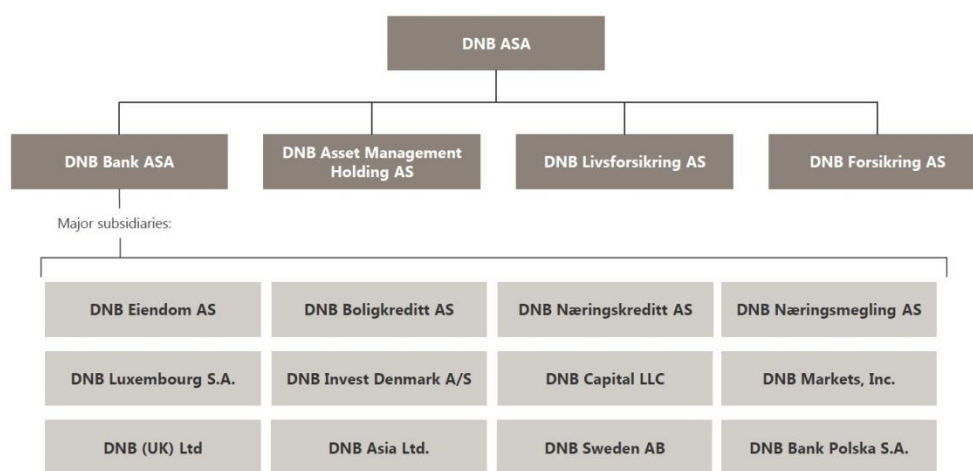 DNB ASA
DNB Bank ASA
DNB Asset Management
Holding AS
DNB Livsforsikring AS
DNB Forsikring AS
Major subsidiaries:
DNB Eiendom AS
DNB Boligkreditt AS
DNB Næringskreditt AS
DNB Næringsmegling AS
DNB Luxembourg S.A.
DNB Invest Denmark A/S
DNB Capital LLC
DNB Markets, Inc.
DNB (UK) Ltd
DNB Asia Ltd.
DNB Sweden AB
DNB Bank Polska S.A.